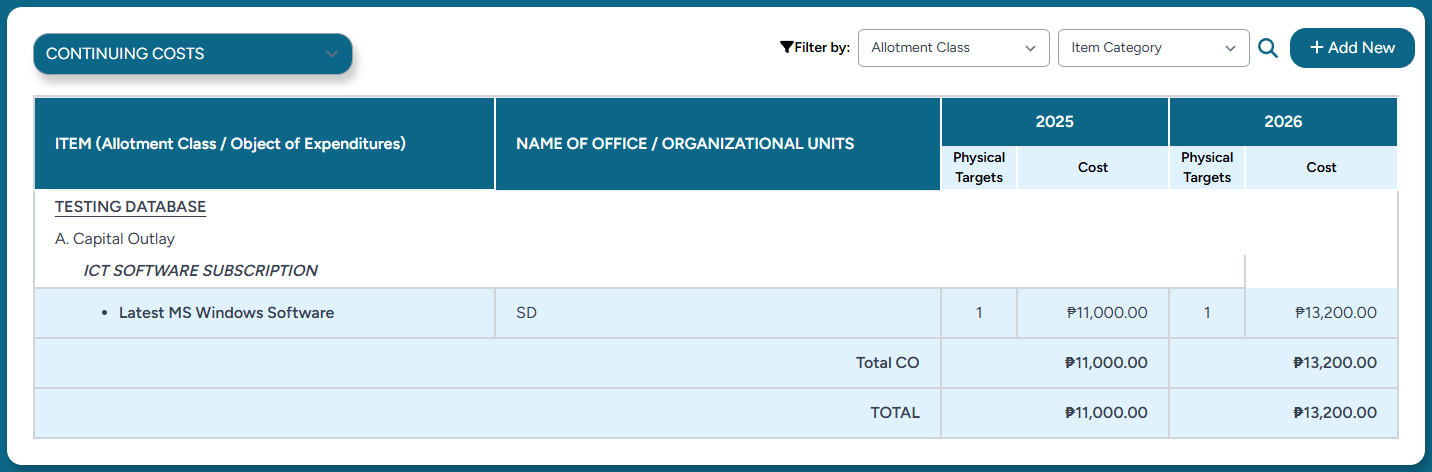 CONTINUING COSTS
Filter by: Allotment Class Item Category + Add New
ITEM (Allotment Class / Object of Expenditures) NAME OF OFFICE / ORGANIZATIONAL UNITS 2025 2026
Physical Targets Cost Physical Targets Cost
TESTING DATABASE
A. Capital Outlay
ICT SOFTWARE SUBSCRIPTION
• Latest MS Windows Software SD 1 ₱11,000.00 1 ₱13,200.00
Total CO ₱11,000.00 ₱13,200.00
TOTAL ₱11,000.00 ₱13,200.00